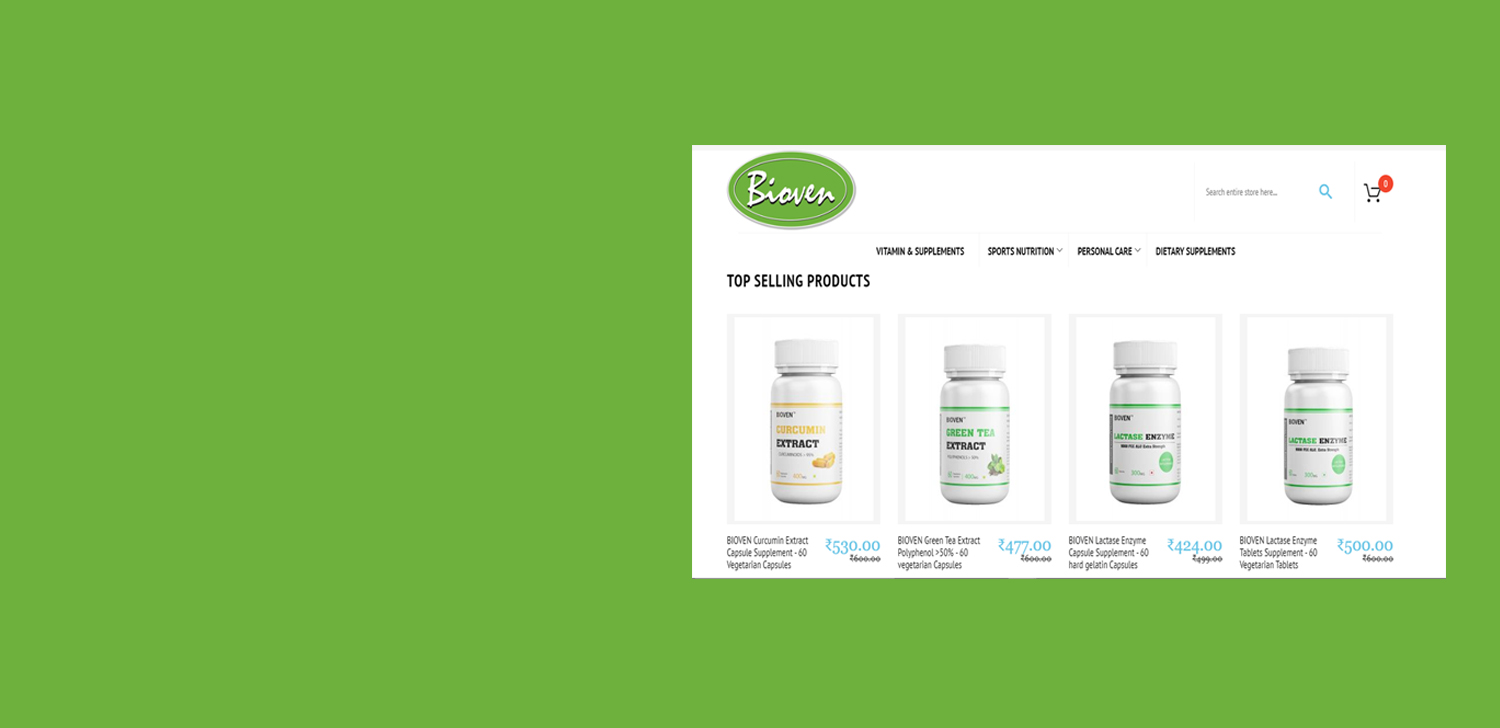 Bioven
Search entire store here...
0
VITAMIN & SUPPLEMENTS SPORTS NUTRITION PERSONAL CARE DIETARY SUPPLEMENTS
TOP SELLING PRODUCTS
BIOVEN
CURCUMIN
EXTRACT
BIOVEN
GREEN TEA
EXTRACT
BIOVEN
LACTASE ENZYME
BIOVEN
LACTASE ENZYME
BIOVEN Curcumin Extract
Capsule Supplement - 60
Vegetarian Capsules
₹530.00
₹600.00
BIOVEN Green Tea Extract
Polyphenol >50% - 60
vegetarian Capsules
₹477.00
₹600.00
BIOVEN Lactase Enzyme
Capsule Supplement - 60
hard gelatin Capsules
₹424.00
₹499.00
BIOVEN Lactase Enzyme
Tablets Supplement - 60
Vegetarian Tablets
₹500.00
₹600.00